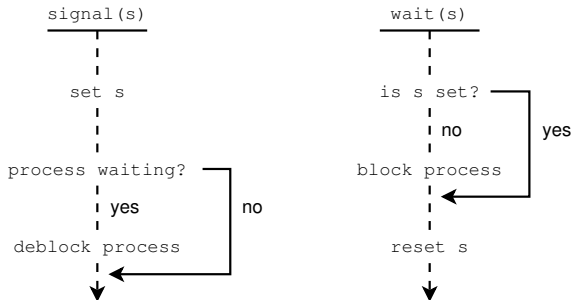 signal(s)
set s
process waiting?
yes
no
deblock process
wait(s)
is s set?
no
yes
block process
reset s